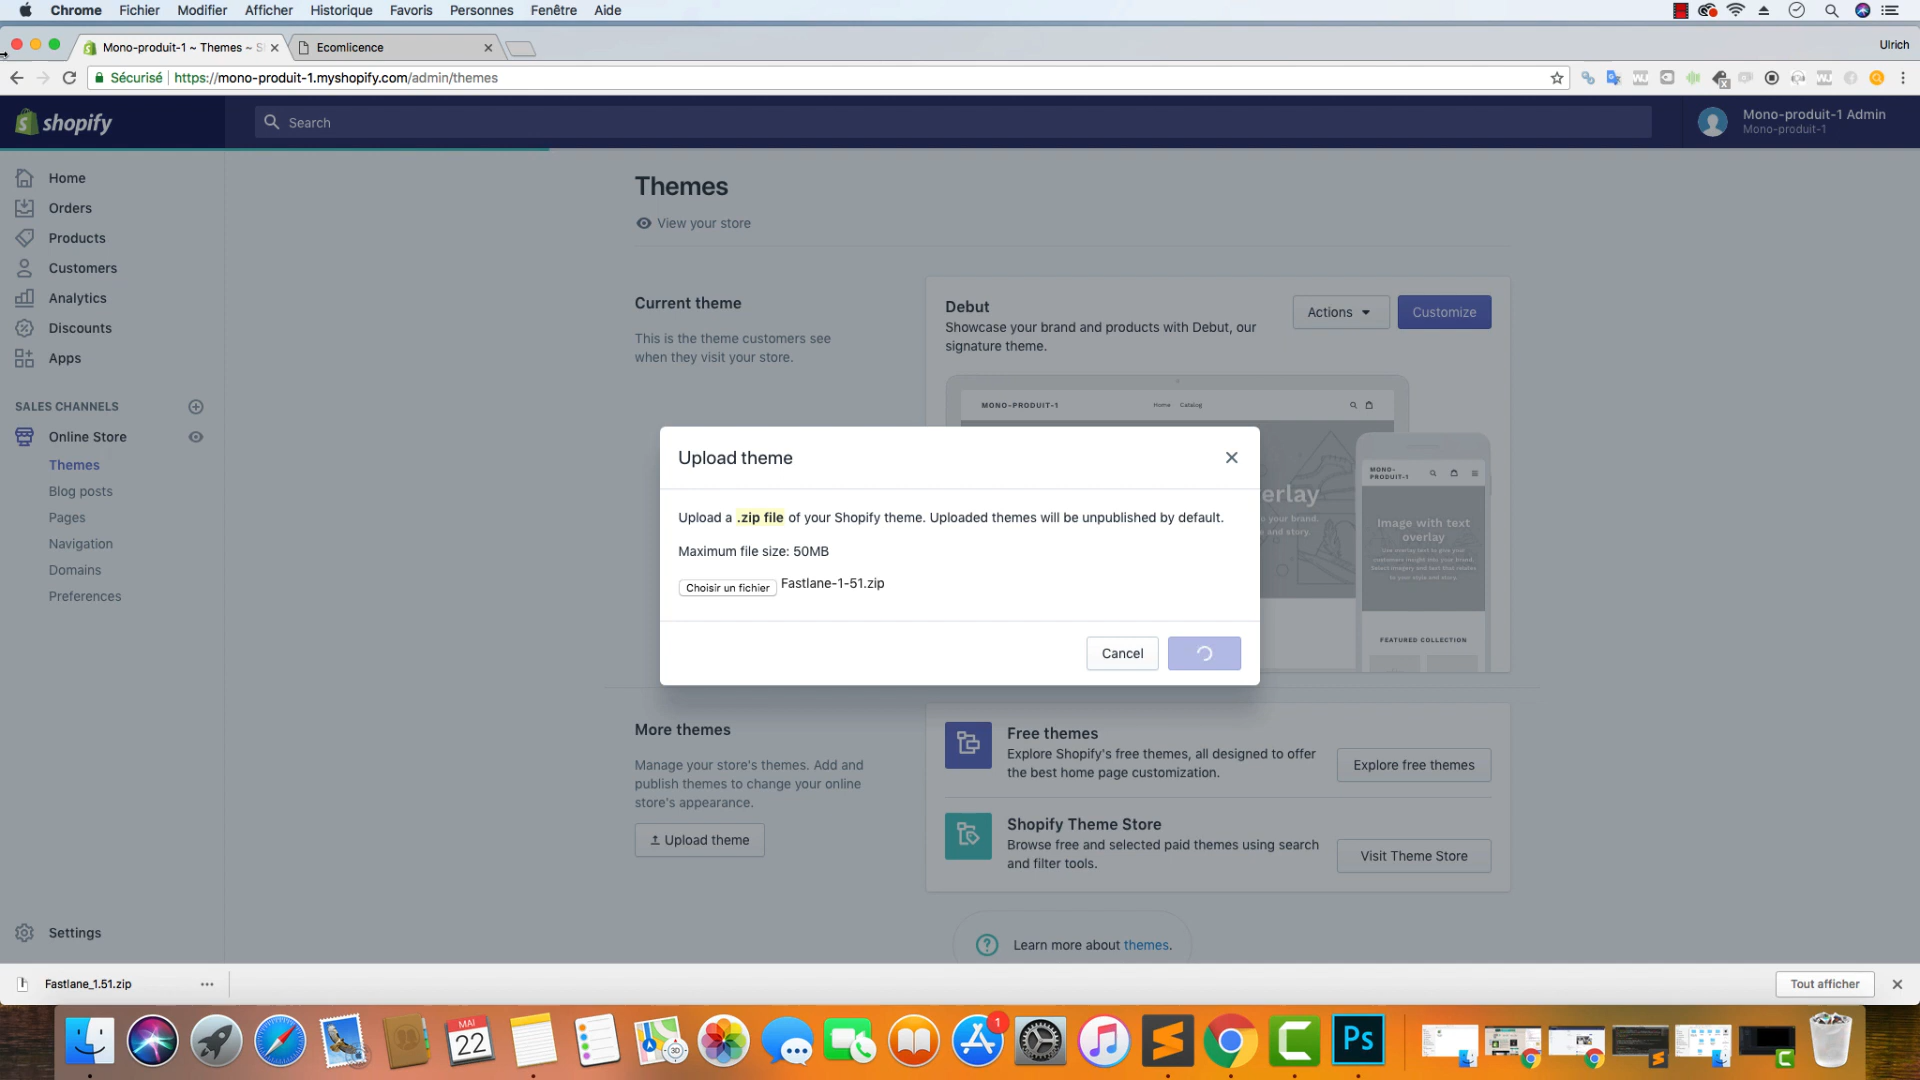 Chrome Fichier Modifier Afficher Historique Favoris Personnes Fenêtre Aide
Mono-produit-1 ~ Themes ~ S
Ecomlicence
Ulrich
Sécurisé https://mono-produit-1.myshopify.com/admin/themes
shopify
Search
Mono-produit-1 Admin
Mono-produit-1
Home
Orders
Products
Customers
Analytics
Discounts
Apps
SALES CHANNELS
Online Store
Themes
Blog posts
Pages
Navigation
Domains
Preferences
Settings
Themes
View your store
Current theme
This is the theme customers see
when they visit your store.
Debut
Showcase your brand and products with Debut, our
signature theme.
Actions
Customize
MONO-PRODUIT-1
Home Catalog
erlay
MONO-
PRODUIT-1
Image with text
overlay
FEATURED COLLECTION
Upload theme
Upload a .zip file of your Shopify theme. Uploaded themes will be unpublished by default.
Maximum file size: 50MB
Choisir un fichier Fastlane-1-51.zip
Cancel
More themes
Manage your store's themes. Add and
publish themes to change your online
store's appearance.
Upload theme
Free themes
Explore Shopify's free themes, all designed to offer
the best home page customization.
Explore free themes
Shopify Theme Store
Browse free and selected paid themes using search
and filter tools.
Visit Theme Store
Learn more about themes.
Fastlane_1.51.zip
Tout afficher
MAI
22
3D
1
Ps